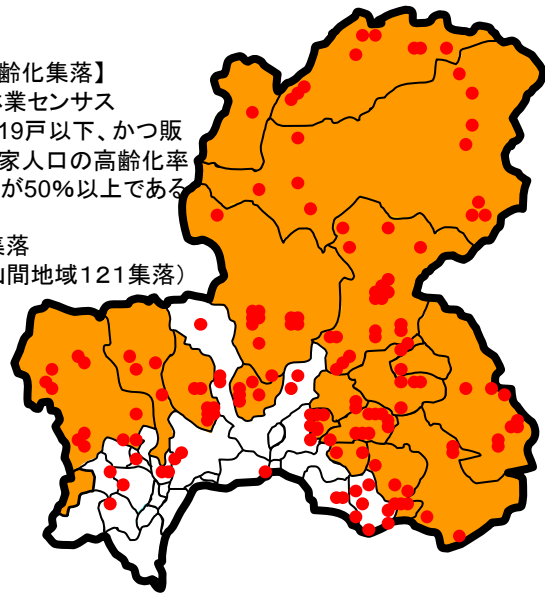 齢化集落】
業センサス
19戸以下、かつ販
家人口の高齢化率
が50%以上である
集落
間地域121集落）